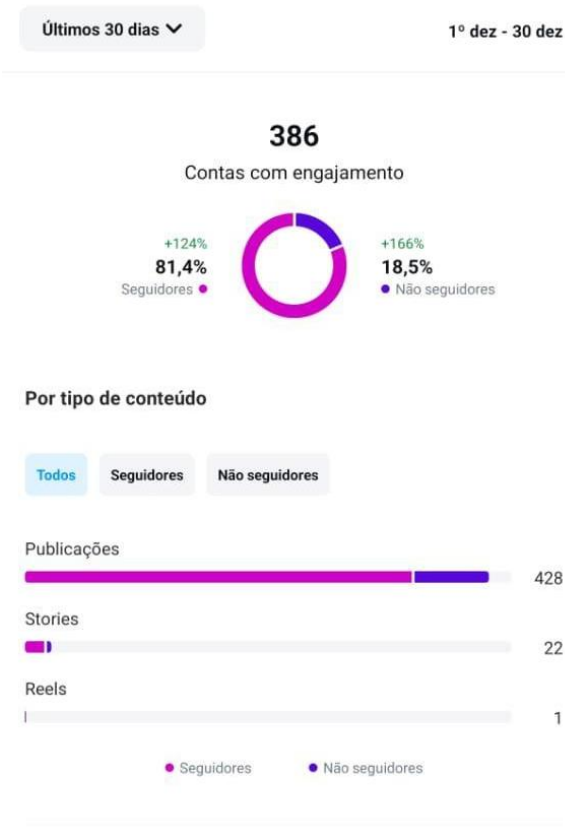 Últimos 30 dias
1º dez - 30 dez
386
Contas com engajamento
+124%
81,4%
Seguidores
+166%
18,5%
Não seguidores
Por tipo de conteúdo
Todos Seguidores Não seguidores
Publicações
428
Stories
22
Reels
1
Seguidores Não seguidores